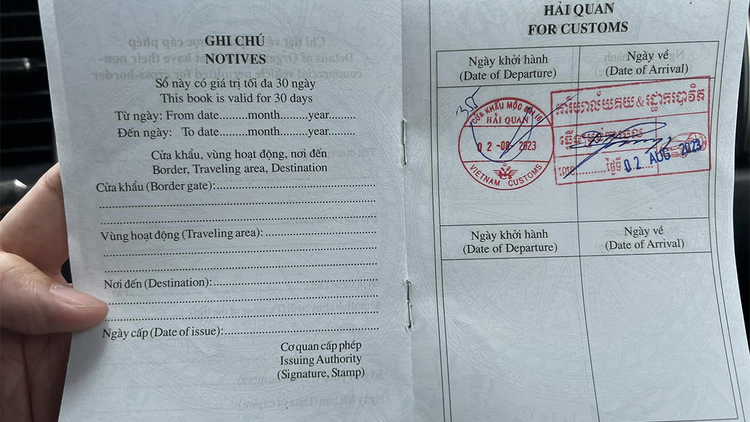 GHI CHÚ
NOTIVES
Sổ này có giá trị tối đa 30 ngày
This book is valid for 30 days
Từ ngày: From date.........month........year.........
Đến ngày: To date.........month........year.........
Cửa khẩu, vùng hoạt động, nơi đến
Border, Traveling area, Destination
Cửa khẩu (Border gate):
Vùng hoạt động (Traveling area):
Nơi đến (Destination):
Ngày cấp (Date of issue):
Cơ quan cấp phép
Issuing Authority
(Signature, Stamp)
HẢI QUAN
FOR CUSTOMS
Ngày khởi hành
(Date of Departure)
Ngày về
(Date of Arrival)
CỬA KHẨU MỘC BÀI
HẢI QUAN
02-08-2023
VIETNAM CUSTOMS
02 AUG 2023
Ngày khởi hành
(Date of Departure)
Ngày về
(Date of Arrival)